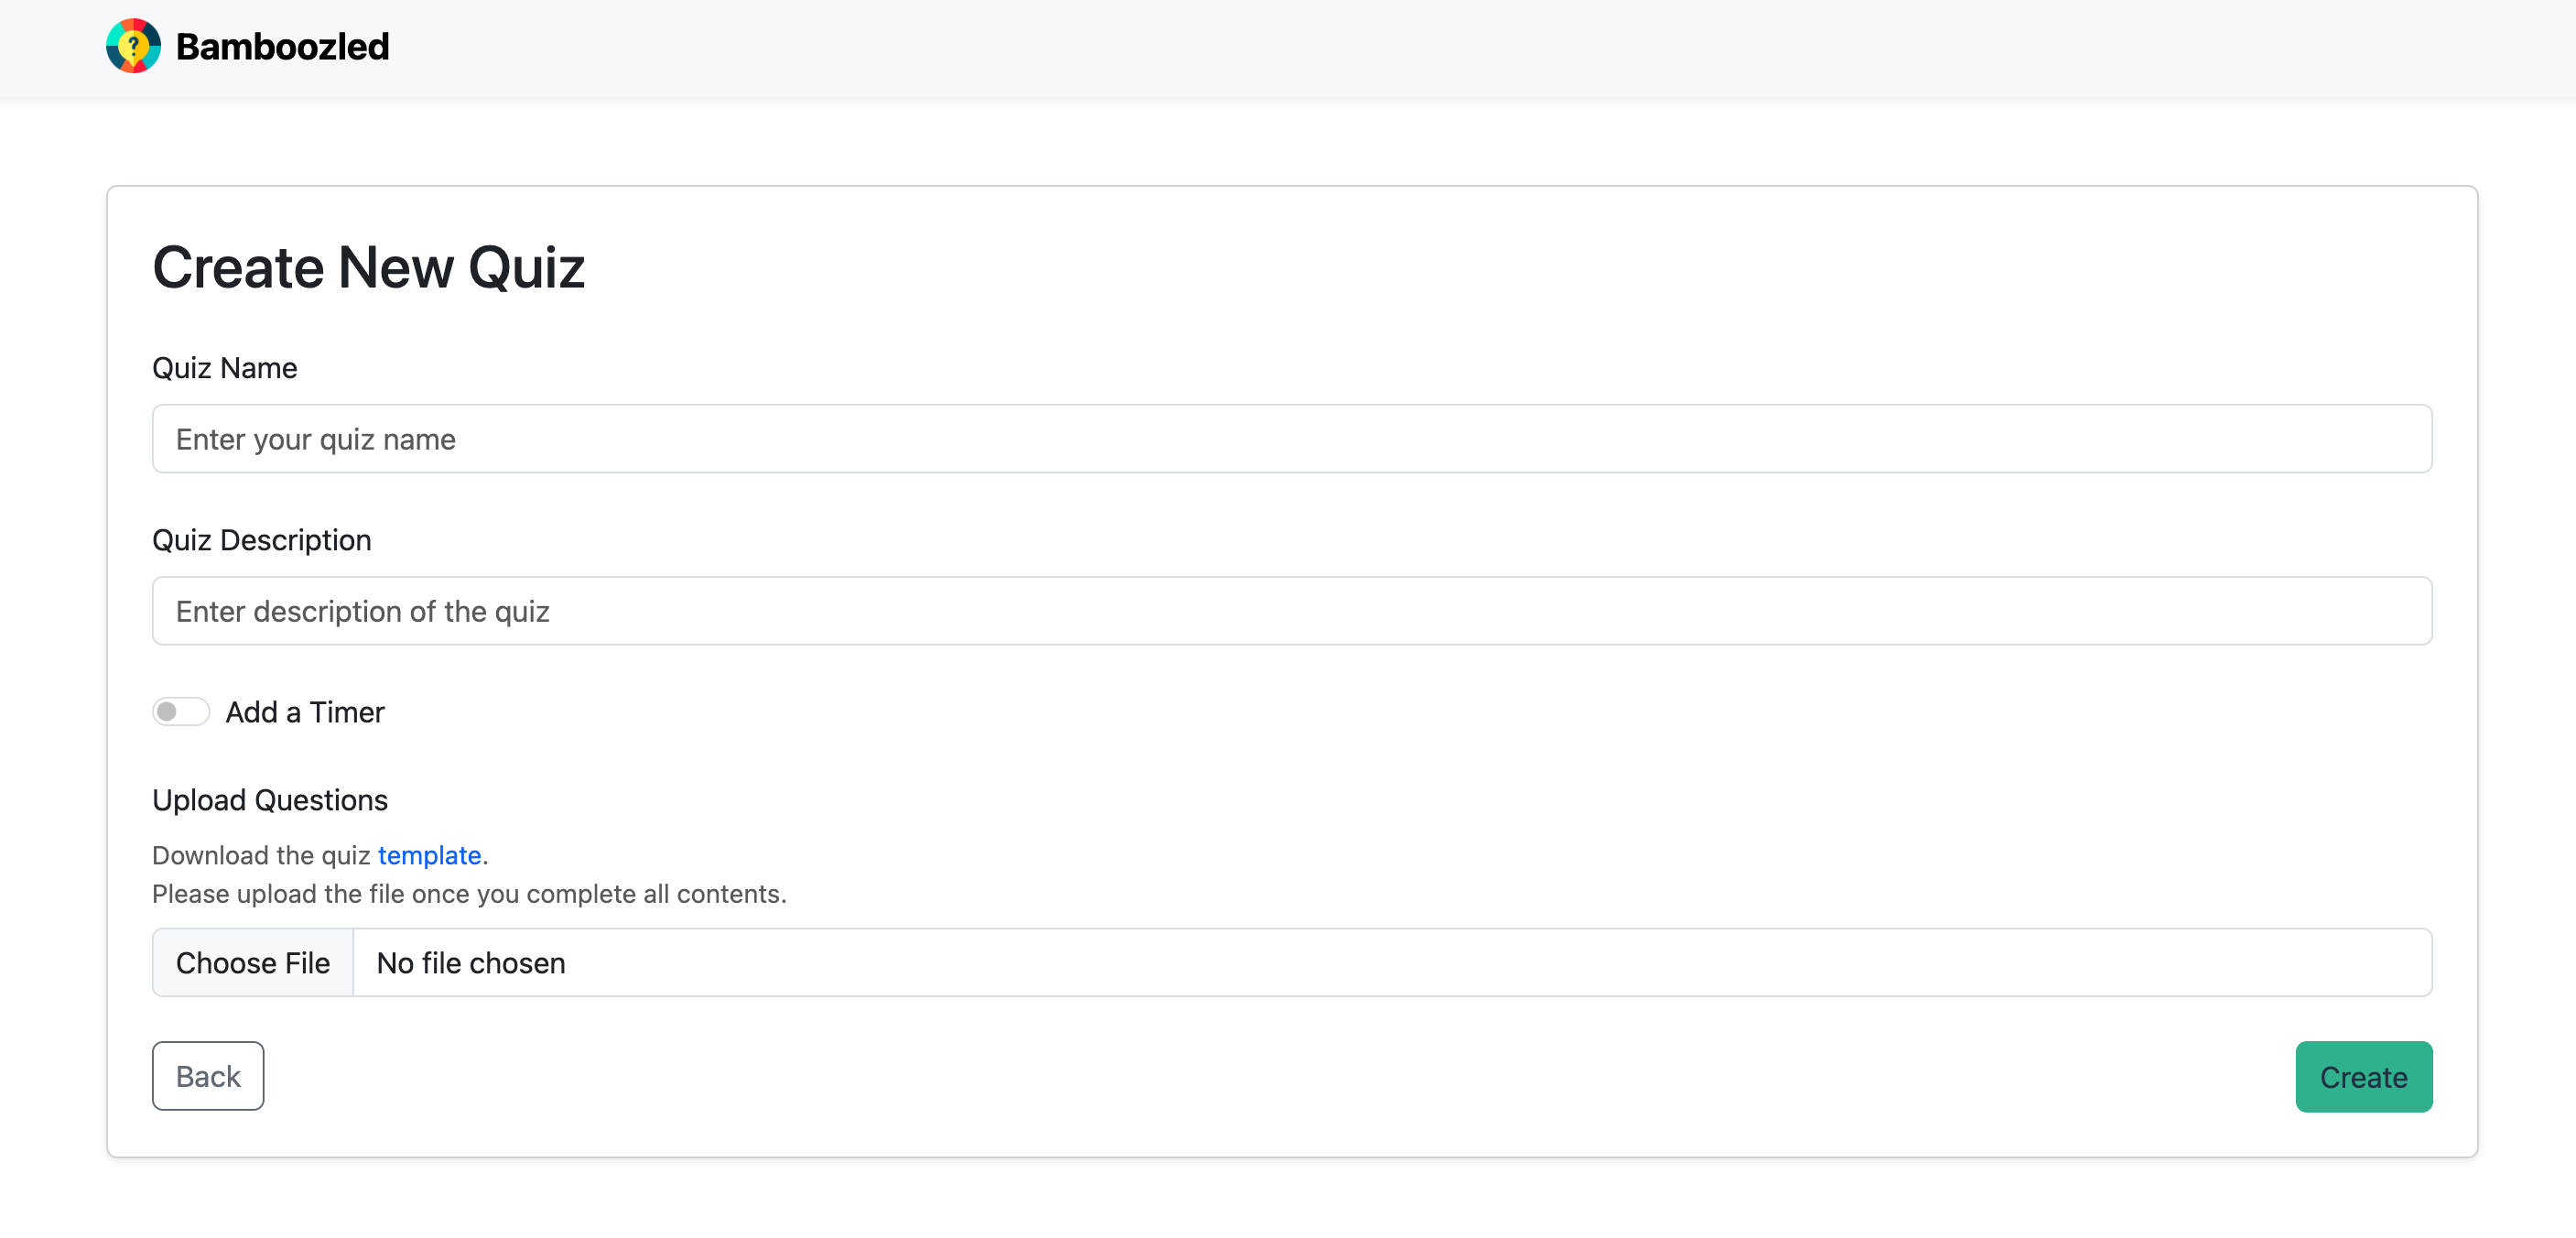 ? Bamboozled
Create New Quiz
Quiz Name
Enter your quiz name
Quiz Description
Enter description of the quiz
Add a Timer
Upload Questions
Download the quiz template.
Please upload the file once you complete all contents.
Choose File No file chosen
Back Create